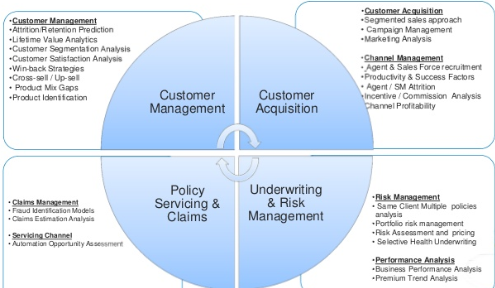 Customer Management
•Attrition/Retention Prediction
•Lifetime Value Analytics
•Customer Segmentation Analysis
•Customer Satisfaction Analysis
•Win-back Strategies
•Cross-sell / Up-sell
• Product Mix Gaps
•Product Identification
•Customer Acquisition
•Segmented sales approach
• Campaign Management
•Marketing Analysis
•Channel Management
• Agent & Sales Force recruitment
•Productivity & Success Factors
• Agent / SM Attrition
•Incentive / Commission Analysis
•Channel Profitability
Customer
Management
Customer
Acquisition
Policy
Servicing &
Claims
Underwriting
& Risk
Management
• Claims Management
• Fraud Identification Models
• Claims Estimation Analysis
• Servicing Channel
• Automation Opportunity Assessment
•Risk Management
• Same Client Multiple policies
analysis
•Portfolio risk management
•Risk Assessment and pricing
• Selective Health Underwriting
•Performance Analysis
•Business Performance Analysis
•Premium Trend Analysis